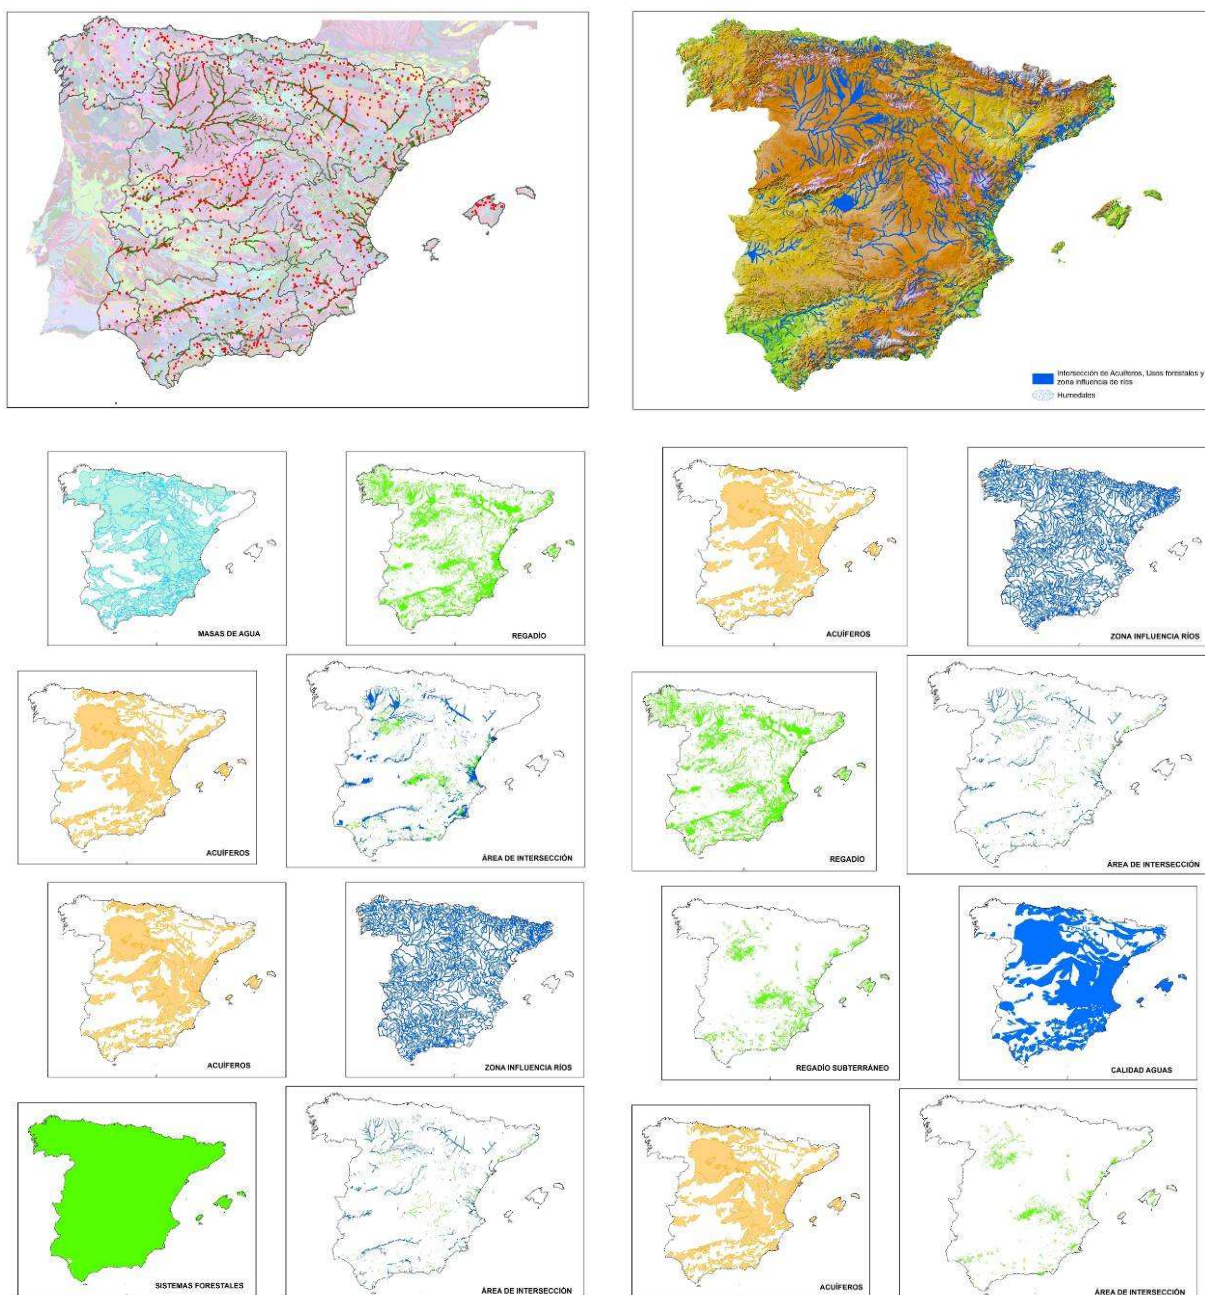 Intersección de Acuíferos, Usos forestales y
zona influencia de ríos
Humedales
MASAS DE AGUA
REGADÍO
ACUÍFEROS
ZONA INFLUENCIA RÍOS
ACUÍFEROS
ÁREA DE INTERSECCIÓN
REGADÍO
ÁREA DE INTERSECCIÓN
ACUÍFEROS
ZONA INFLUENCIA RÍOS
REGADÍO SUBTERRÁNEO
CALIDAD AGUAS
SISTEMAS FORESTALES
ÁREA DE INTERSECCIÓN
ACUÍFEROS
ÁREA DE INTERSECCIÓN